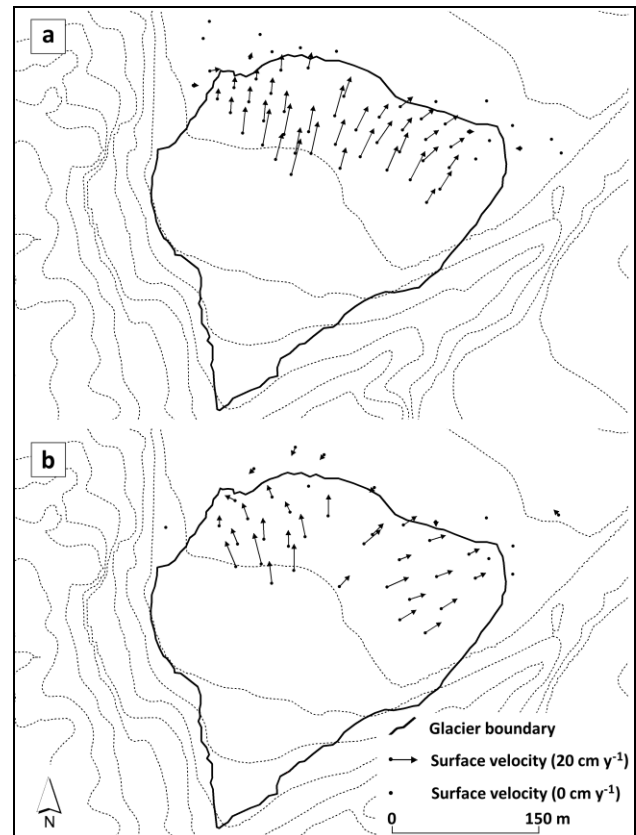 a
b
Glacier boundary
Surface velocity (20 cm y⁻¹)
Surface velocity (0 cm y⁻¹)
N
0 150 m